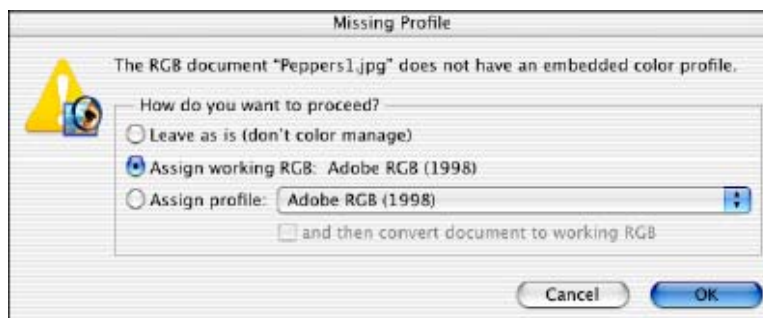 Missing Profile
The RGB document “Peppers1.jpg” does not have an embedded color profile.
How do you want to proceed?
Leave as is (don't color manage)
Assign working RGB: Adobe RGB (1998)
Assign profile: Adobe RGB (1998)
and then convert document to working RGB
Cancel OK